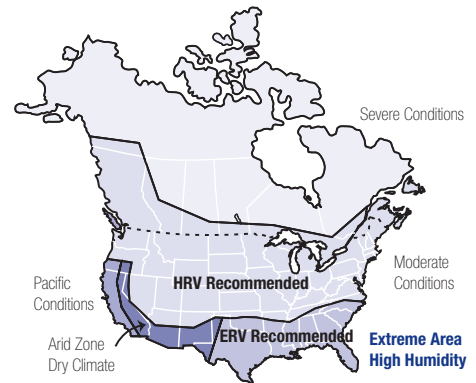 Severe Conditions
Pacific
Conditions
HRV Recommended
Moderate
Conditions
Arid Zone
Dry Climate
ERV Recommended
Extreme Area
High Humidity